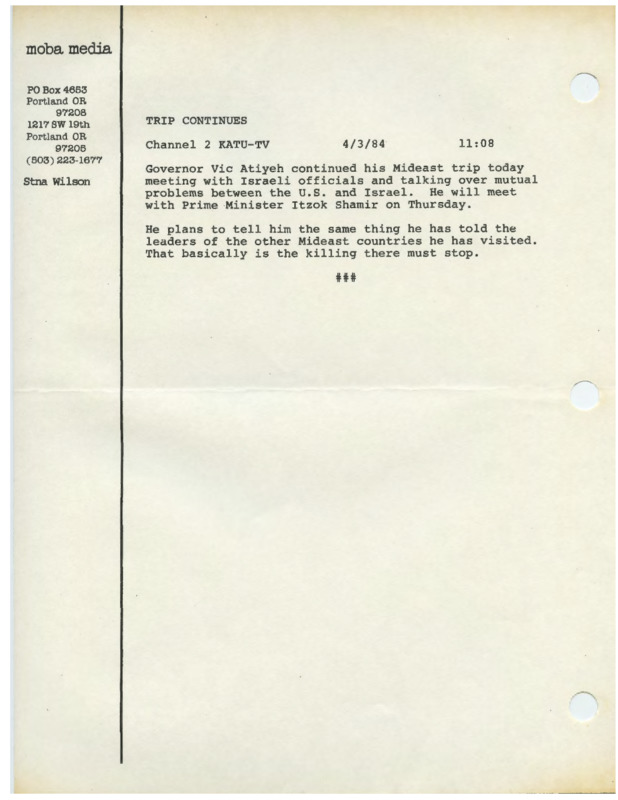 moba media
PO Box 4653
Portland OR
97208
1217 SW 19th
Portland OR
97205
(503) 223-1677
Stna Wilson
TRIP CONTINUES
Channel 2 KATU-TV 4/3/84 11:08
Governor Vic Atiyeh continued his Mideast trip today
meeting with Israeli officials and talking over mutual
problems between the U.S. and Israel. He will meet
with Prime Minister Itzok Shamir on Thursday.
He plans to tell him the same thing he has told the
leaders of the other Mideast countries he has visited.
That basically is the killing there must stop.
###